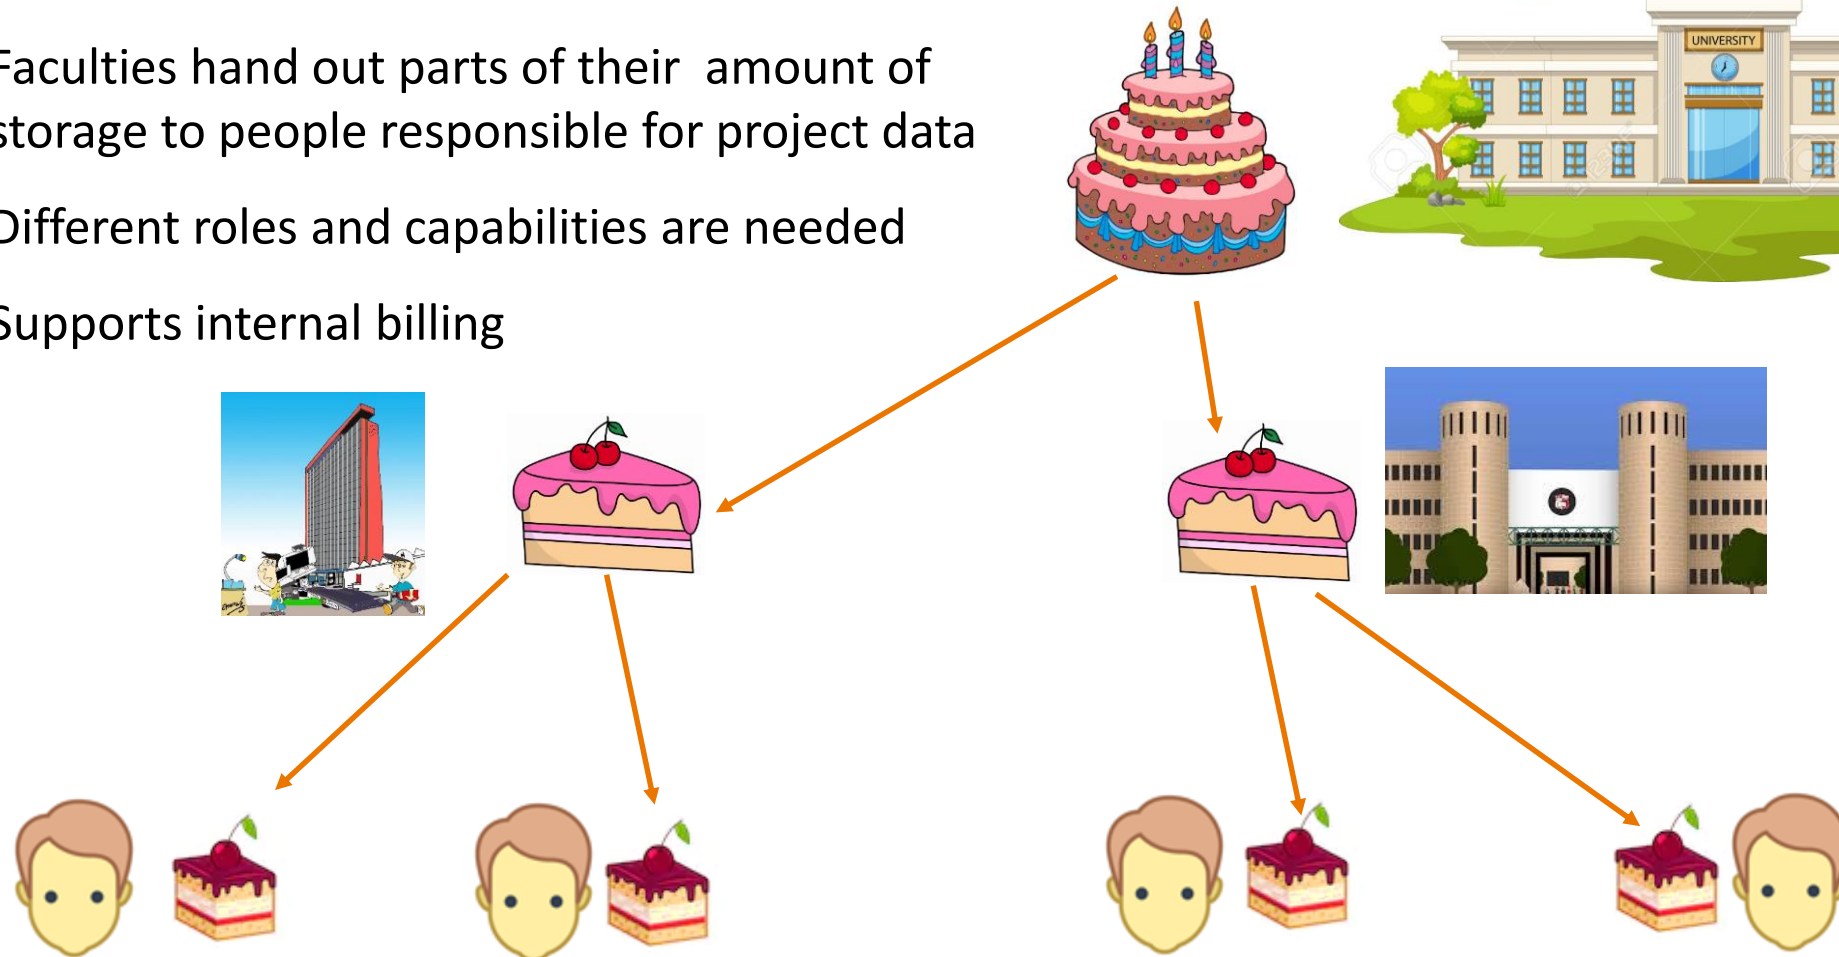 Faculties hand out parts of their  amount of
storage to people responsible for project data
Different roles and capabilities are needed
Supports internal billing
UNIVERSITY